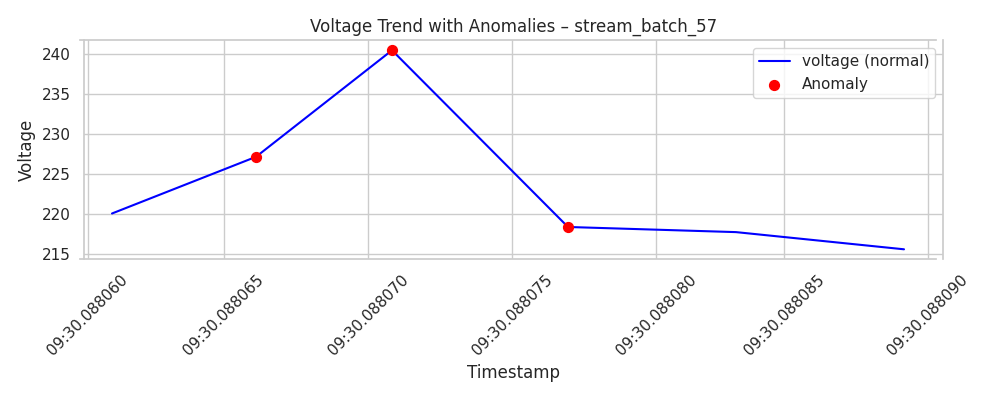 Voltage Trend with Anomalies – stream_batch_57
voltage (normal)
Anomaly
Voltage
240
235
230
225
220
215
09:30.088060
09:30.088065
09:30.088070
09:30.088075
09:30.088080
09:30.088085
09:30.088090
Timestamp